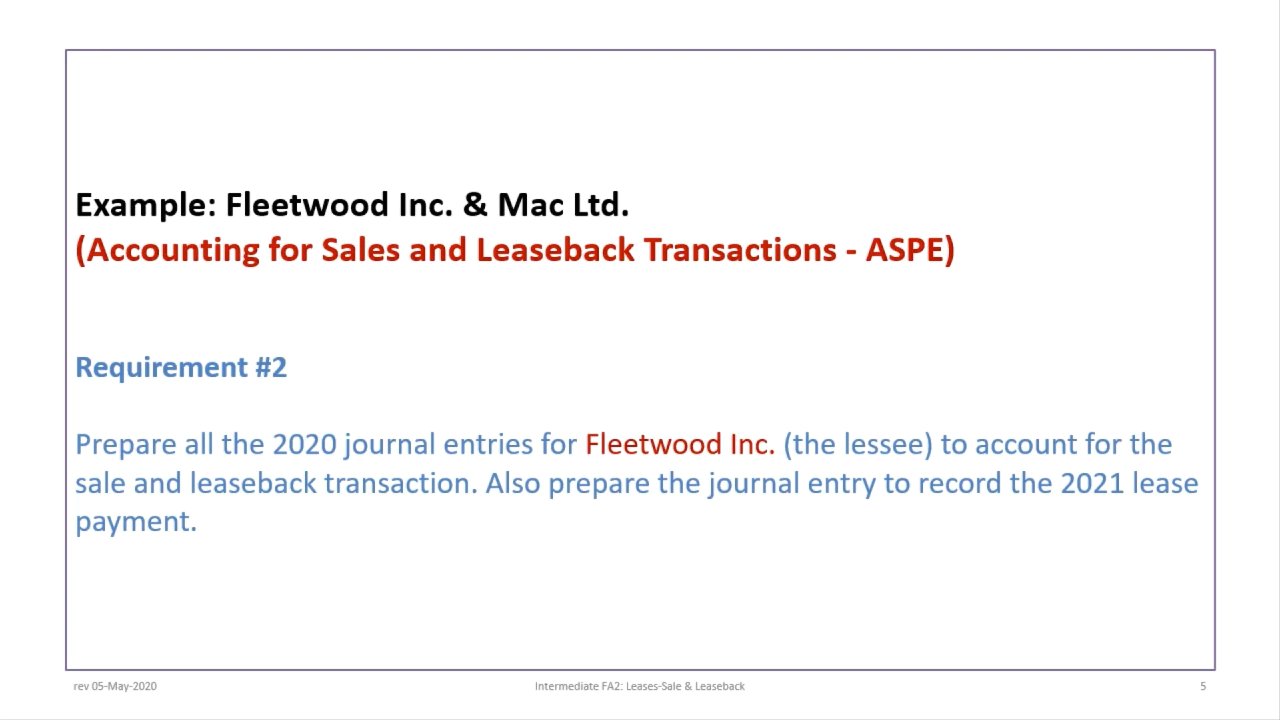 Example: Fleetwood Inc. & Mac Ltd.
(Accounting for Sales and Leaseback Transactions - ASPE)
Requirement #2
Prepare all the 2020 journal entries for Fleetwood Inc. (the lessee) to account for the
sale and leaseback transaction. Also prepare the journal entry to record the 2021 lease
payment.
rev 05-May-2020
Intermediate FA2: Leases-Sale & Leaseback
5